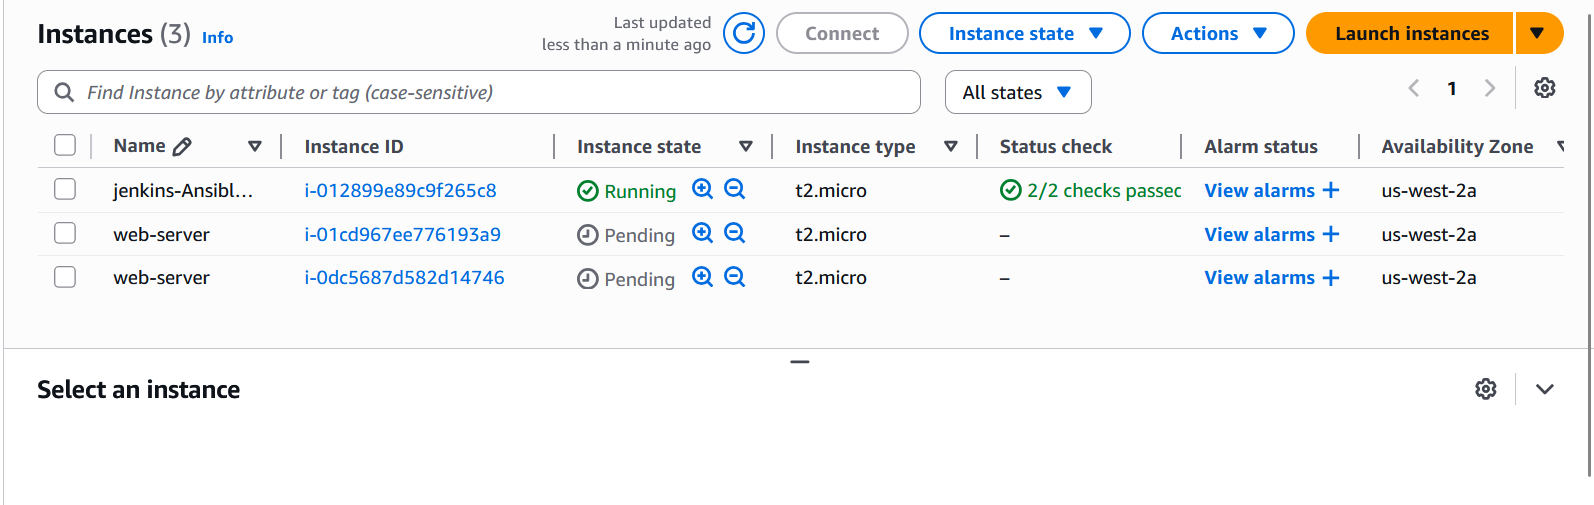 Instances (3) Info
Last updated
less than a minute ago
Connect
Instance state
Actions
Launch instances
Find Instance by attribute or tag (case-sensitive)
All states
1
Name Instance ID Instance state Instance type Status check Alarm status Availability Zone
jenkins-Ansibl... i-012899e89c9f265c8 Running t2.micro 2/2 checks passec View alarms + us-west-2a
web-server i-01cd967ee776193a9 Pending t2.micro – View alarms + us-west-2a
web-server i-0dc5687d582d14746 Pending t2.micro – View alarms + us-west-2a
Select an instance